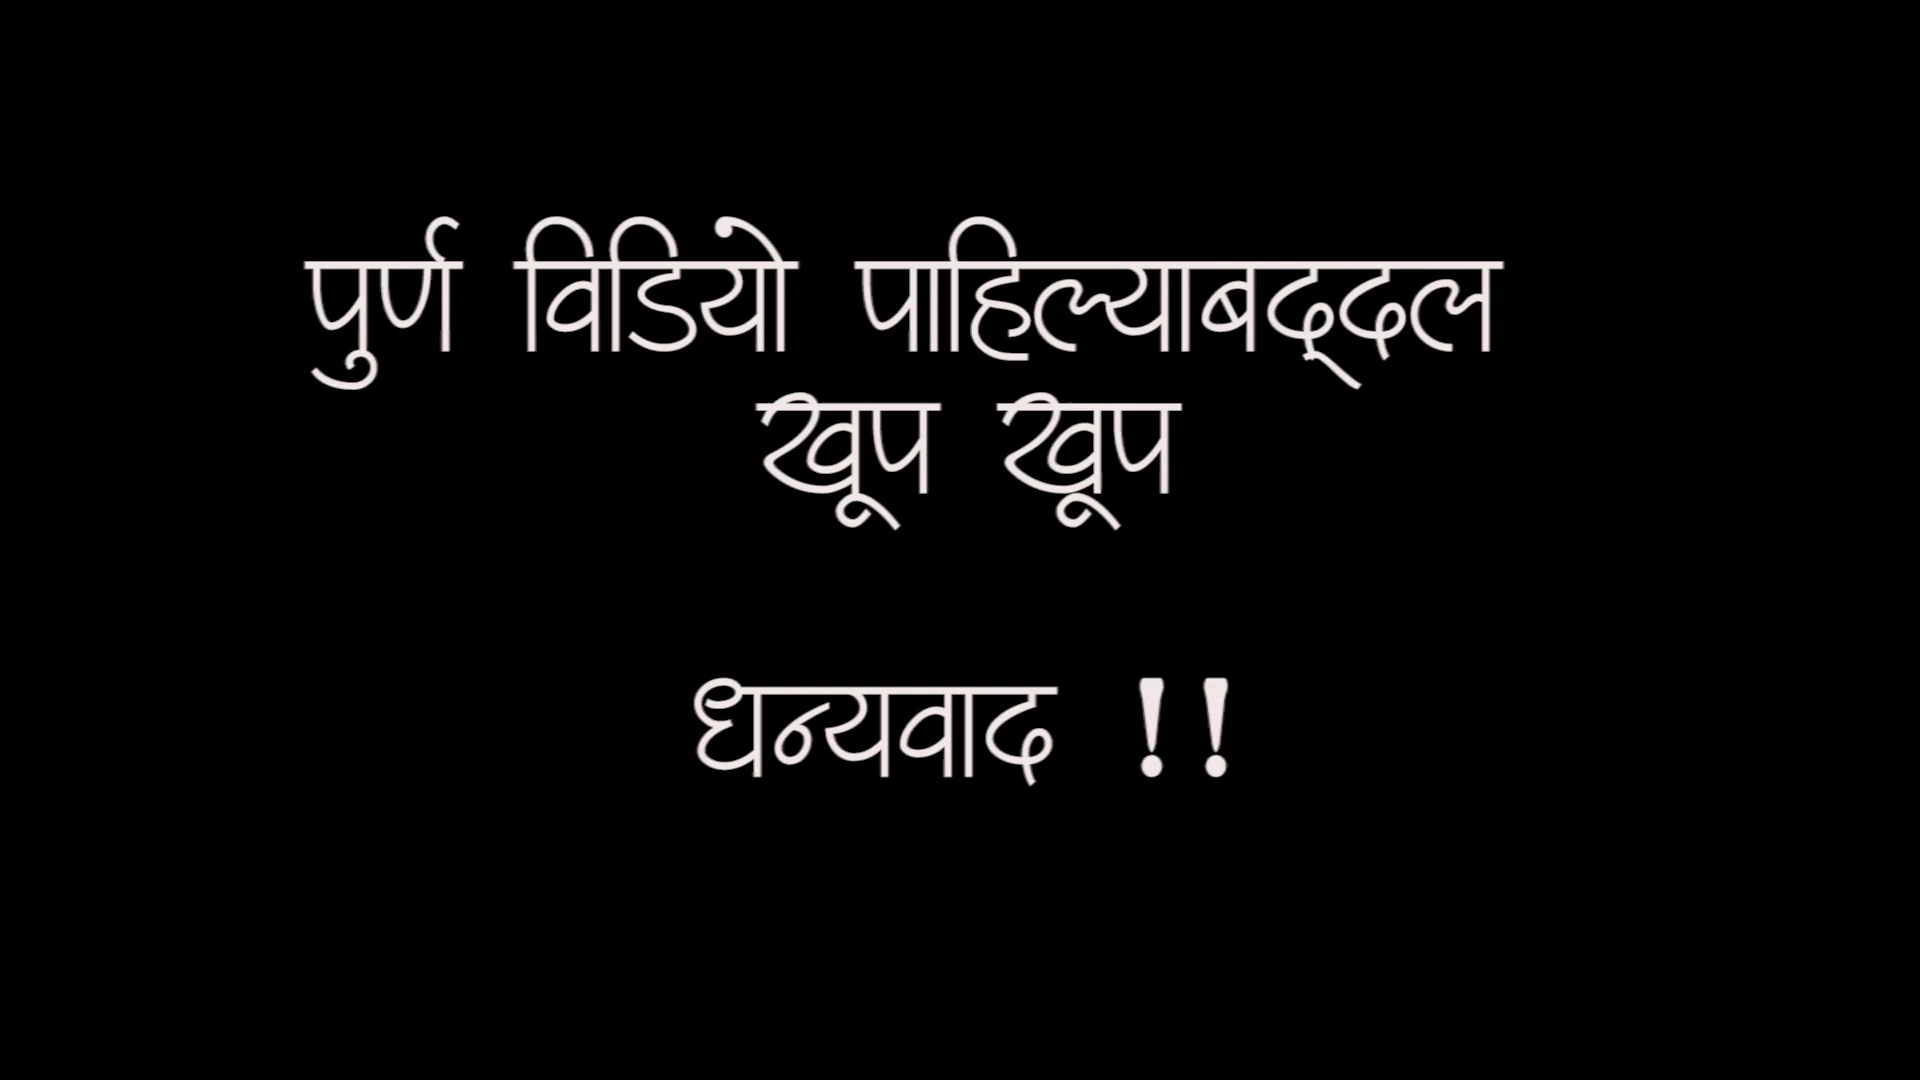 पुर्ण विडियो पाहिल्याबद्‌दल
खूप खूप
धन्यवाद !!